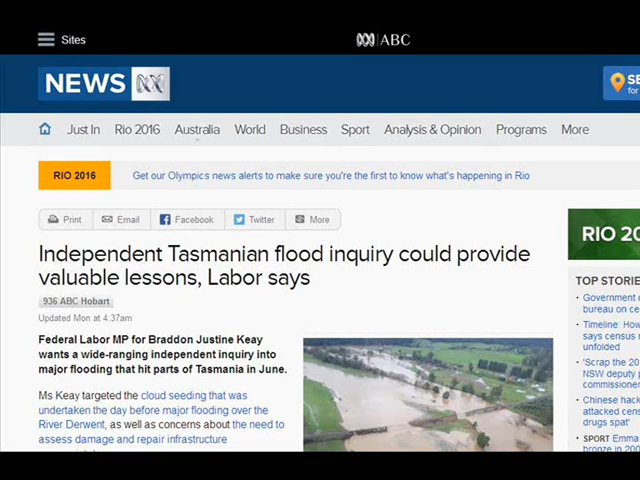 Sites
ABC
NEWS
SE
for
Just In Rio 2016 Australia World Business Sport Analysis & Opinion Programs More
RIO 2016
Get our Olympics news alerts to make sure you're the first to know what's happening in Rio
Print Email Facebook Twitter More
Independent Tasmanian flood inquiry could provide
valuable lessons, Labor says
936 ABC Hobart
Updated Mon at 4:37am
Federal Labor MP for Braddon Justine Keay
wants a wide-ranging independent inquiry into
major flooding that hit parts of Tasmania in June.
Ms Keay targeted the cloud seeding that was
undertaken the day before major flooding over the
River Derwent, as well as concerns about the need to
assess damage and repair infrastructure
RIO 20
TOP STORIE
Government
bureau on ce
Timeline: How
says census
unfolded
'Scrap the 20
NSW deputy p
commissioner
Chinese hack
attacked cens
drugs spat'
SPORT Emma
bronze in 200